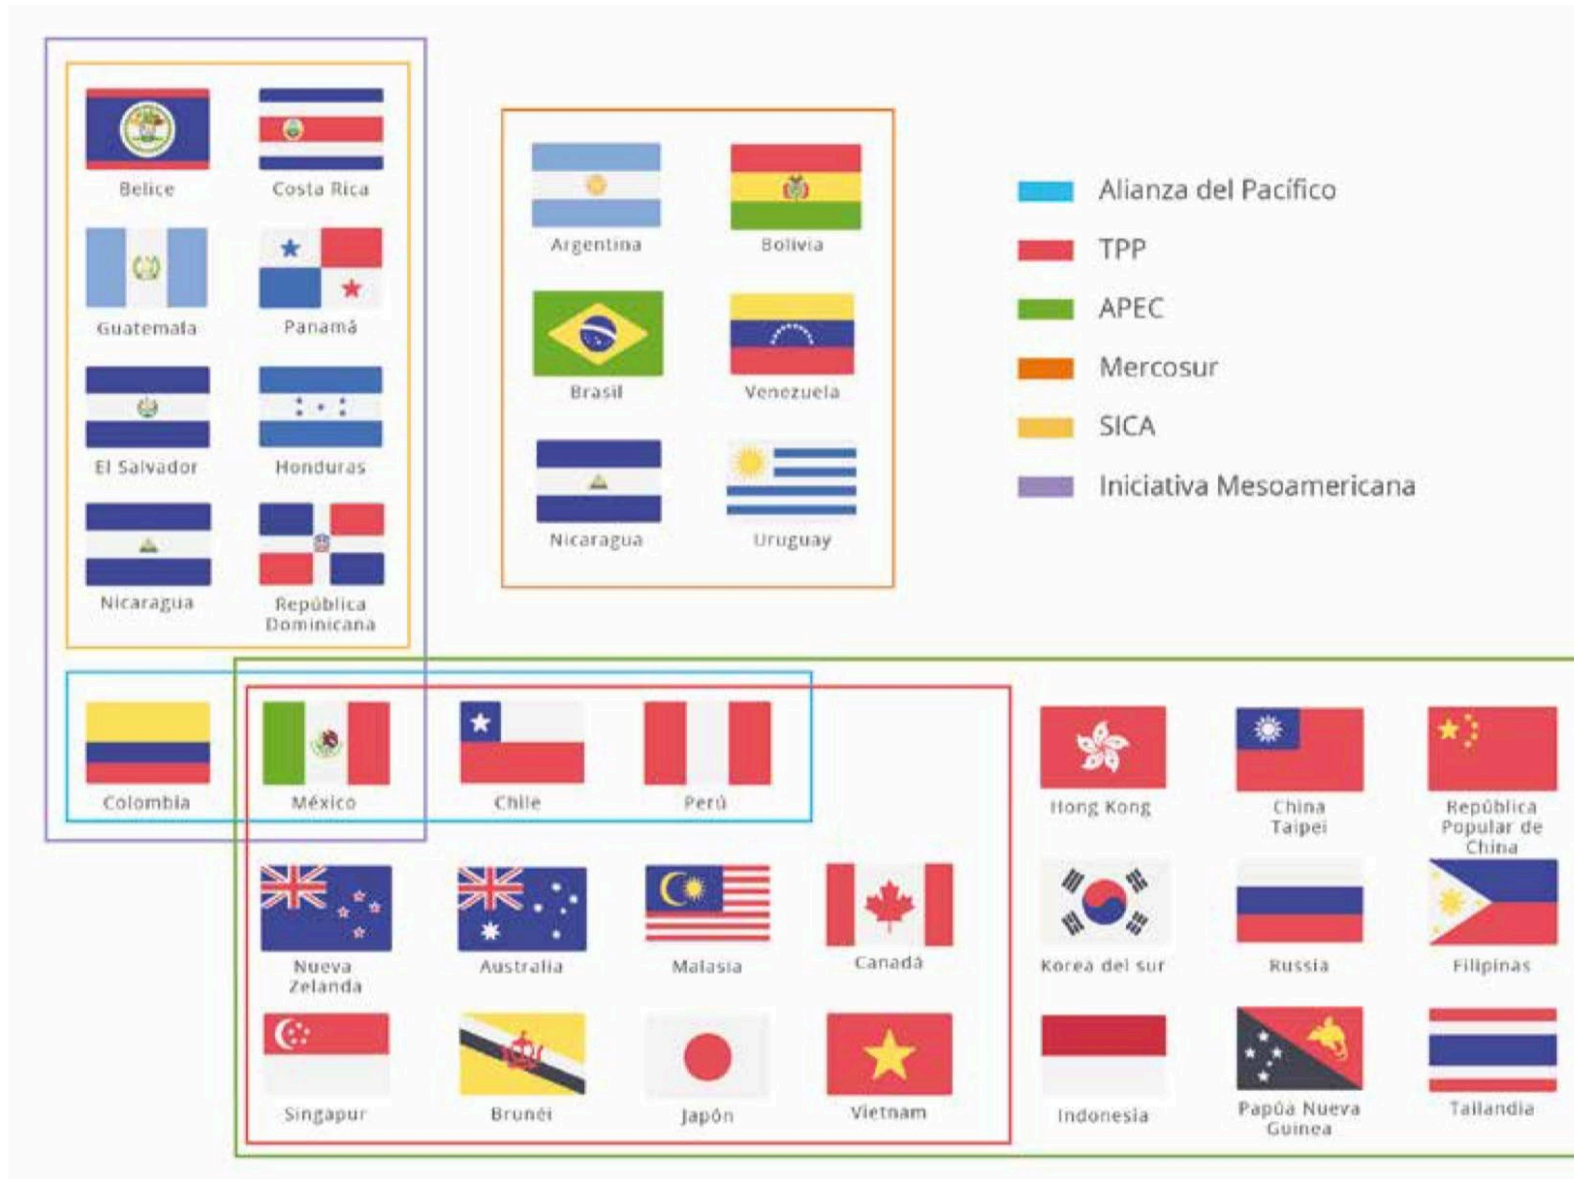 Belice
Costa Rica
Guatemala
Panamá
El Salvador
Honduras
Nicaragua
República
Dominicana
Argentina
Bolivia
Brasil
Venezuela
Nicaragua
Uruguay
Alianza del Pacífico
TPP
APEC
Mercosur
SICA
Iniciativa Mesoamericana
Colombia
México
Chile
Perú
Hong Kong
China
Taipei
República
Popular de
China
Nueva
Zelanda
Australia
Malasia
Canadá
Korea del sur
Russia
Filipinas
Singapur
Brunéi
Japón
Vietnam
Indonesia
Papúa Nueva
Guinea
Tailandia